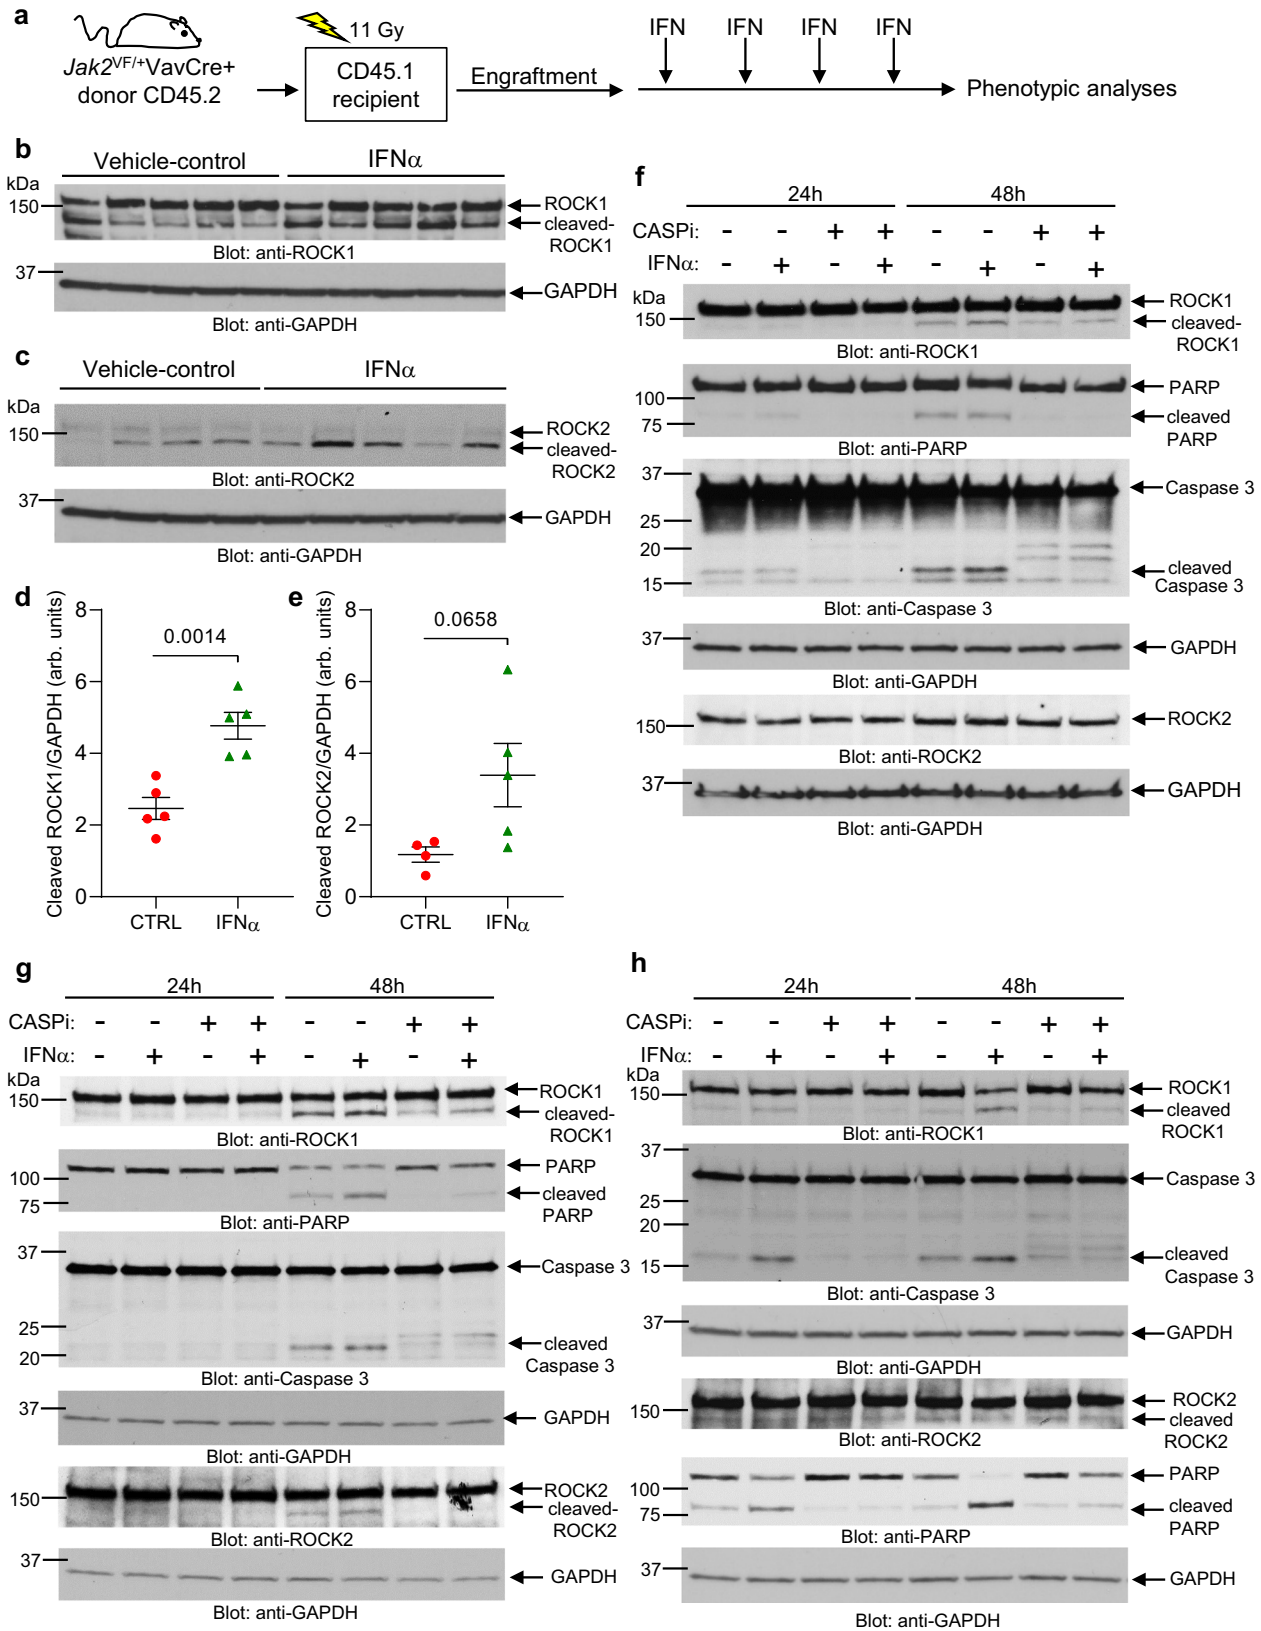 a
11 Gy
Jak2VF/+VavCre+
donor CD45.2
CD45.1
recipient
Engraftment
IFN IFN IFN IFN
Phenotypic analyses
b
Vehicle-control IFNα
kDa
150
ROCK1
cleaved-
ROCK1
Blot: anti-ROCK1
37
GAPDH
Blot: anti-GAPDH
c
Vehicle-control IFNα
kDa
150
ROCK2
cleaved-
ROCK2
Blot: anti-ROCK2
37
GAPDH
Blot: anti-GAPDH
d
Cleaved ROCK1/GAPDH (arb. units)
8
6
4
2
0
0.0014
CTRL IFNα
e
Cleaved ROCK2/GAPDH (arb. units)
8
6
4
2
0
0.0658
CTRL IFNα
f
24h 48h
CASPi: - - + + - - + +
IFNα: - + - + - + - +
kDa
150
ROCK1
cleaved-
ROCK1
Blot: anti-ROCK1
100
75
PARP
cleaved
PARP
Blot: anti-PARP
37
25
20
15
Caspase 3
cleaved
Caspase 3
Blot: anti-Caspase 3
37
GAPDH
Blot: anti-GAPDH
150
ROCK2
Blot: anti-ROCK2
37
GAPDH
Blot: anti-GAPDH
g
24h 48h
CASPi: - - + + - - + +
IFNα: - + - + - + - +
kDa
150
ROCK1
cleaved-
ROCK1
Blot: anti-ROCK1
100
75
PARP
cleaved
PARP
Blot: anti-PARP
37
25
20
Caspase 3
cleaved
Caspase 3
Blot: anti-Caspase 3
37
GAPDH
Blot: anti-GAPDH
150
ROCK2
cleaved-
ROCK2
Blot: anti-ROCK2
37
GAPDH
Blot: anti-GAPDH
h
24h 48h
CASPi: - - + + - - + +
IFNα: - + - + - + - +
kDa
150
ROCK1
cleaved
ROCK1
Blot: anti-ROCK1
37
25
20
15
Caspase 3
cleaved
Caspase 3
Blot: anti-Caspase 3
37
GAPDH
Blot: anti-GAPDH
150
ROCK2
cleaved
ROCK2
Blot: anti-ROCK2
100
75
PARP
cleaved
PARP
Blot: anti-PARP
37
GAPDH
Blot: anti-GAPDH